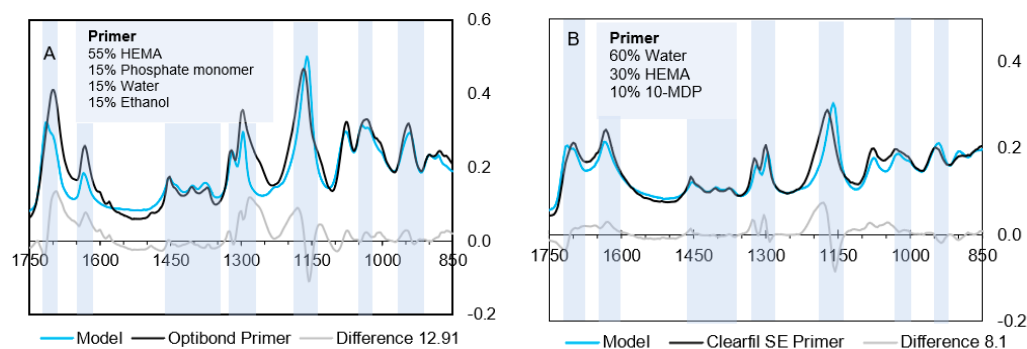 A
Primer
55% HEMA
15% Phosphate monomer
15% Water
15% Ethanol
0.6
0.4
0.2
0.0
-0.2
1750 1600 1450 1300 1150 1000 850
Model Optibond Primer Difference 12.91
B
Primer
60% Water
30% HEMA
10% 10-MDP
0.4
0.2
0.0
-0.2
1750 1600 1450 1300 1150 1000 850
Model Clearfil SE Primer Difference 8.1